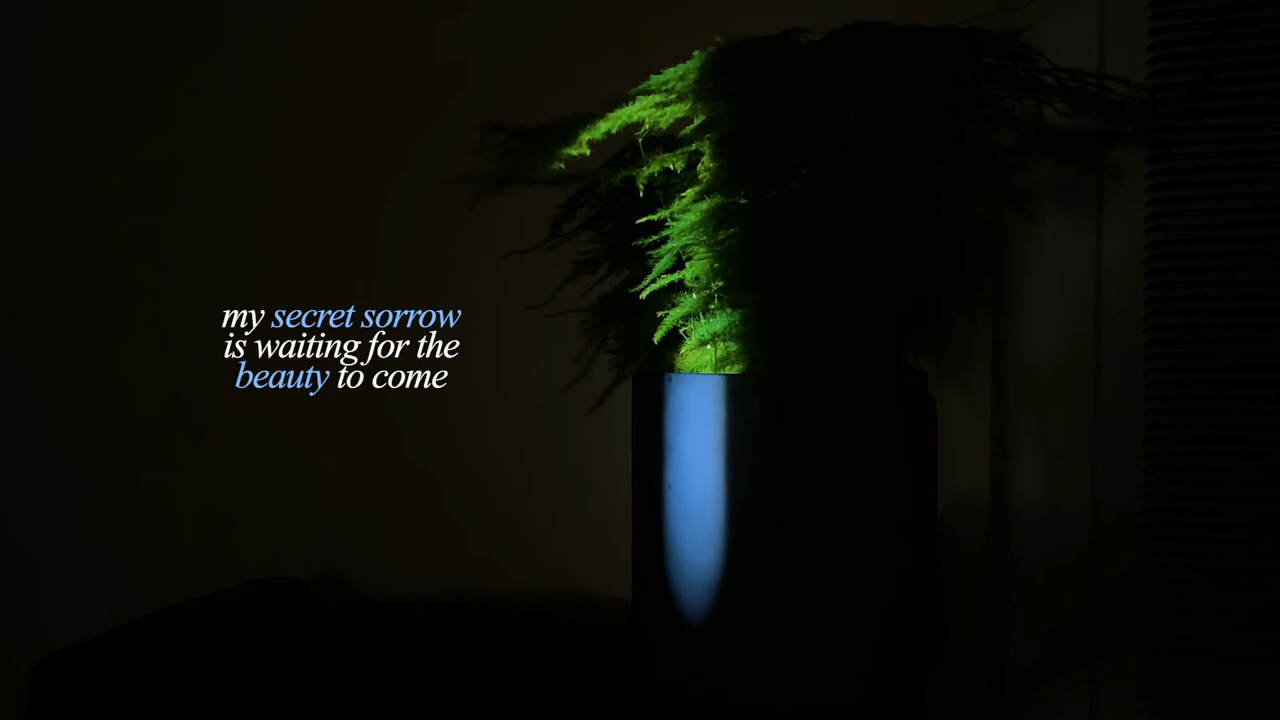 my secret sorrow
is waiting for the
beauty to come